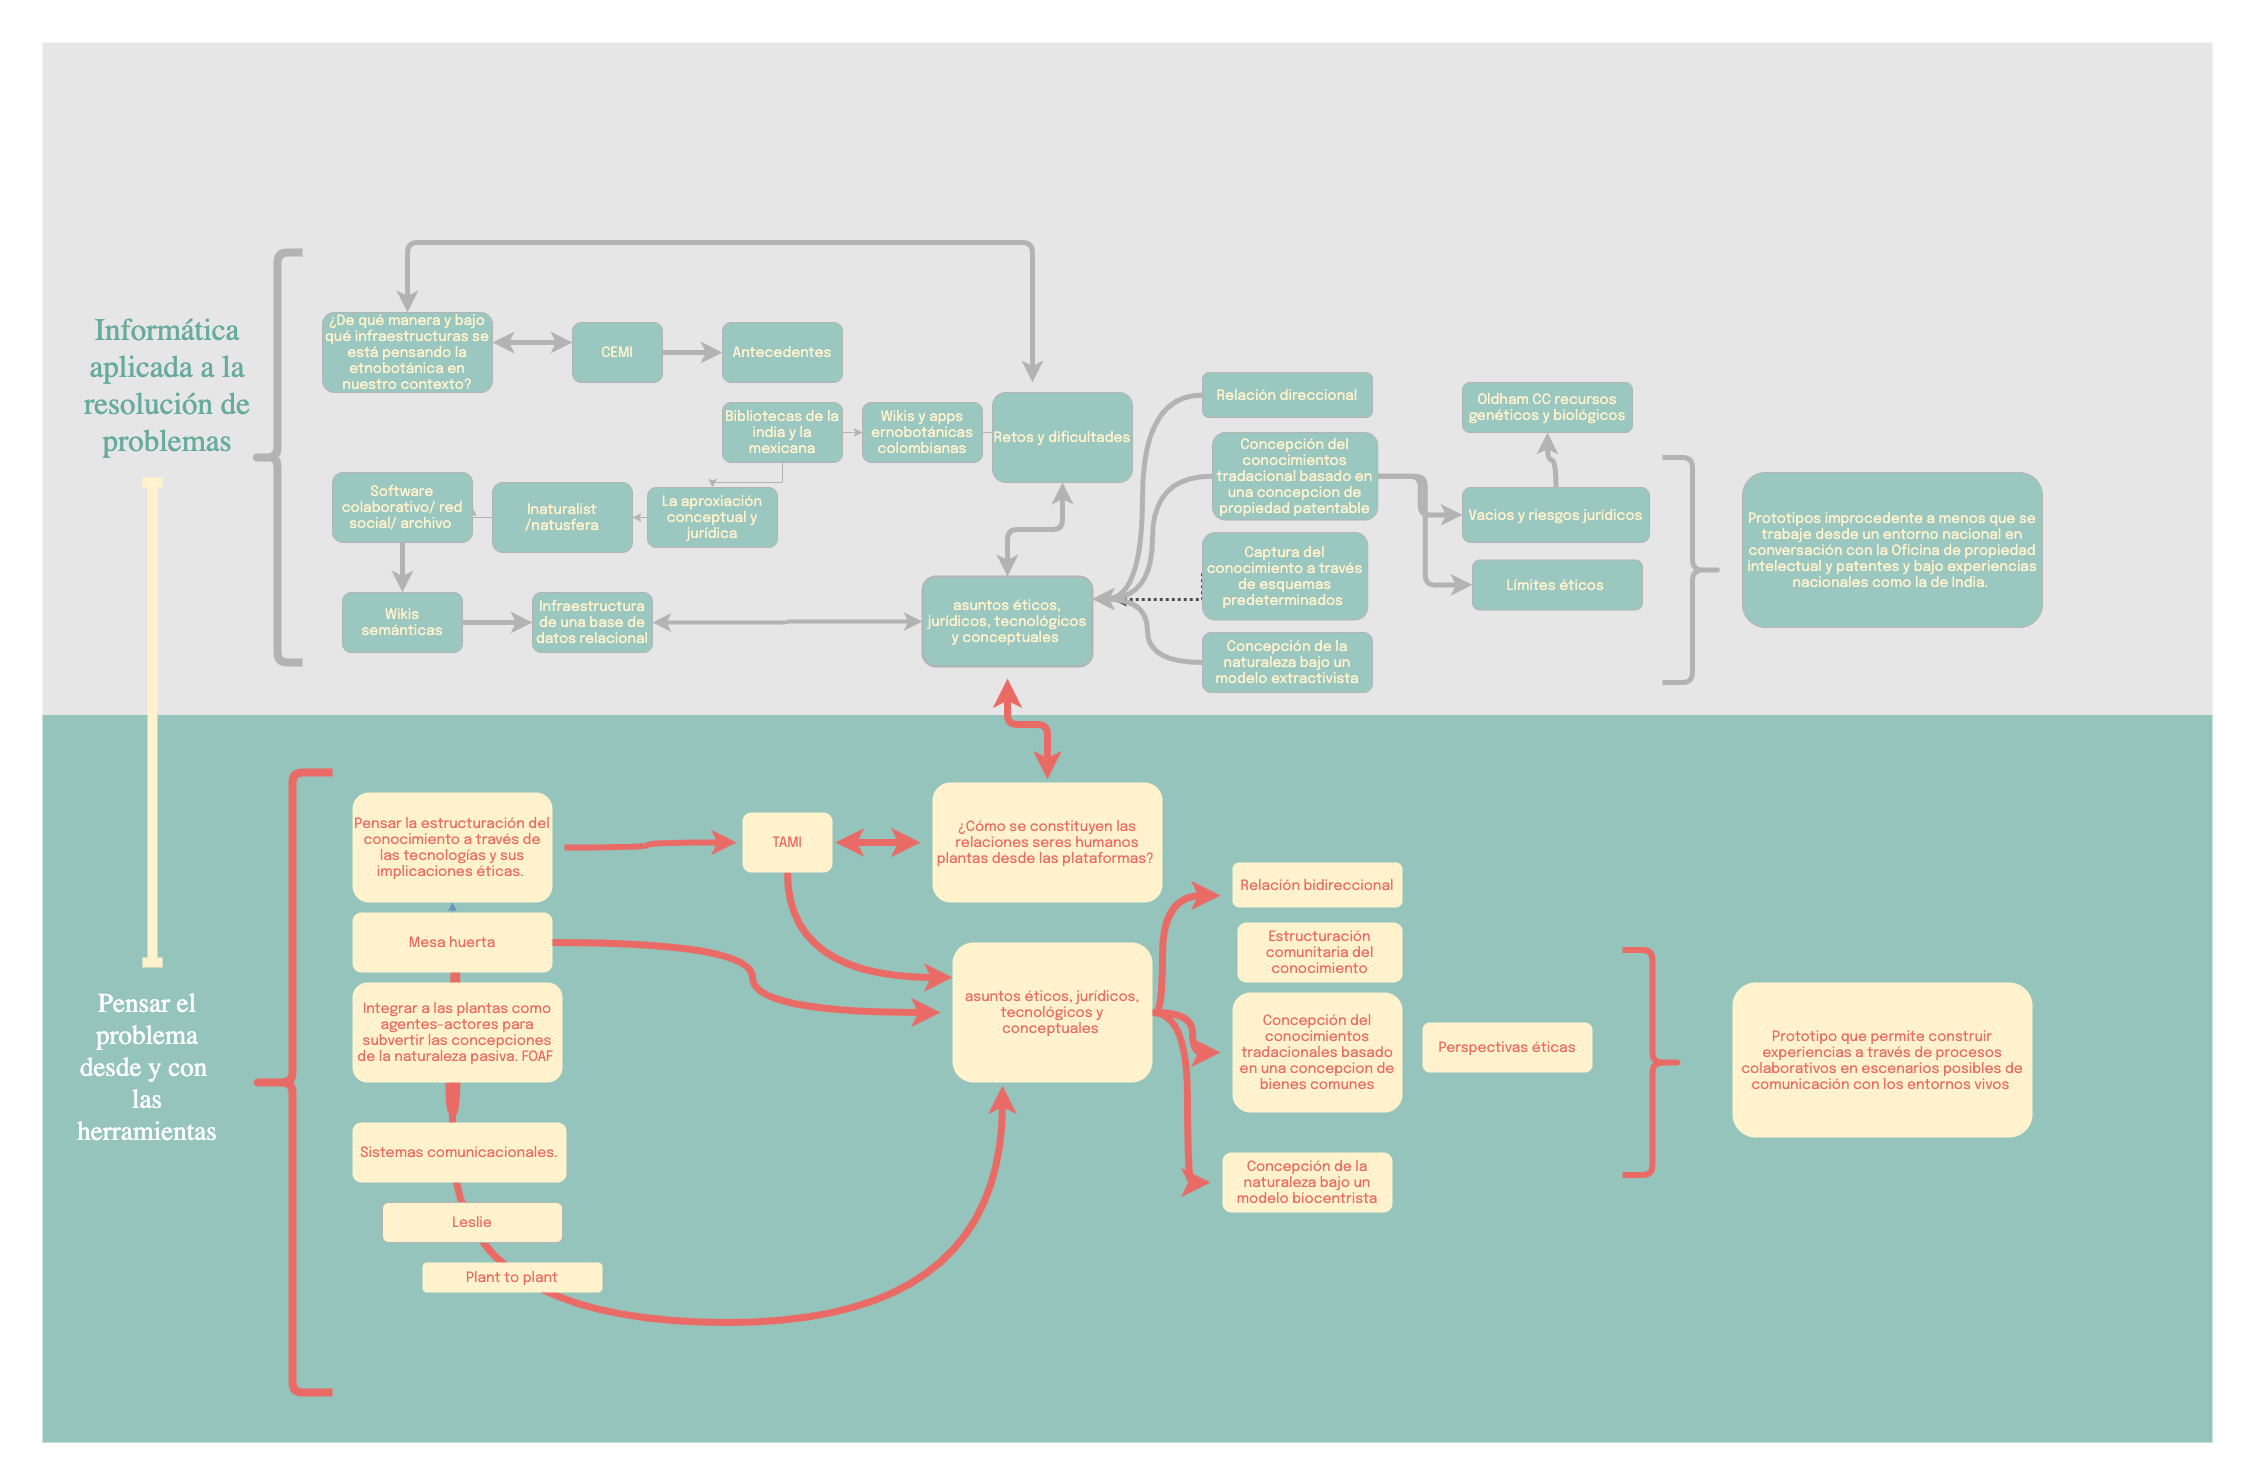 Informática
aplicada a la
resolución de
problemas
¿De qué manera y bajo
qué infraestructuras se
está pensando la
etnobotánica en
nuestro contexto?
CEMI
Antecedentes
Bibliotecas de la
india y la
mexicana
Wikis y apps
ernobotánicas
colombianas
Retos y dificultades
Software
colaborativo/ red
social/ archivo
Inaturalist
/natusfera
La aproxiación
conceptual y
jurídica
Wikis
semánticas
Infraestructura
de una base de
datos relacional
asuntos éticos,
jurídicos, tecnológicos
y conceptuales
Relación direccional
Concepción del
conocimientos
tradacional basado en
una concepcion de
propiedad patentable
Captura del
conocimiento a través
de esquemas
predeterminados
Concepción de la
naturaleza bajo un
modelo extractivista
Oldham CC recursos
genéticos y biológicos
Vacios y riesgos jurídicos
Límites éticos
Prototipos improcedente a menos que se
trabaje desde un entorno nacional en
conversación con la Oficina de propiedad
intelectual y patentes y bajo experiencias
nacionales como la de India.
Pensar el
problema
desde y con
las
herramientas
Pensar la estructuración del
conocimiento a través de
las tecnologías y sus
implicaciones éticas.
TAMI
¿Cómo se constituyen las
relaciones seres humanos
plantas desde las plataformas?
Mesa huerta
Integrar a las plantas como
agentes-actores para
subvertir las concepciones
de la naturaleza pasiva. FOAF
Sistemas comunicacionales.
Leslie
Plant to plant
asuntos éticos, jurídicos,
tecnológicos y
conceptuales
Relación bidireccional
Estructuración
comunitaria del
conocimiento
Concepción del
conocimientos
tradacionales basado
en una concepcion de
bienes comunes
Perspectivas éticas
Concepción de la
naturaleza bajo un
modelo biocentrista
Prototipo que permite construir
experiencias a través de procesos
colaborativos en escenarios posibles de
comunicación con los entornos vivos